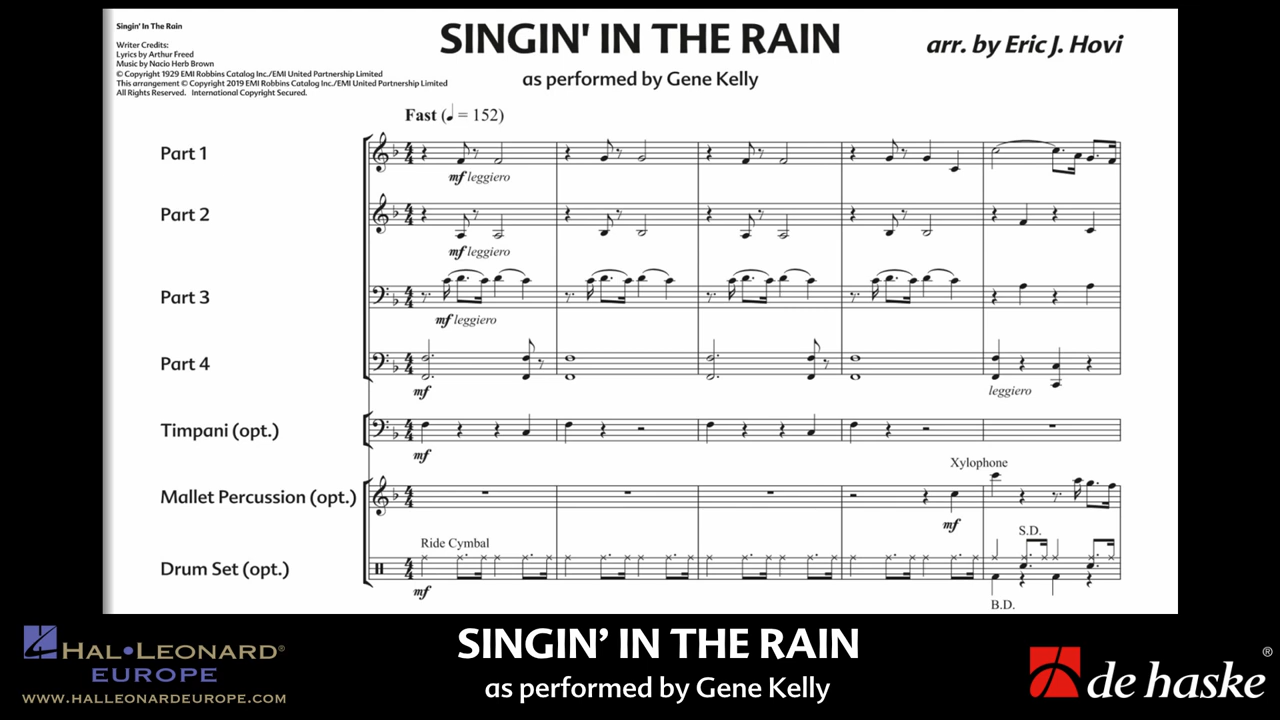 Singin' In The Rain
Writer Credits:
Lyrics by Arthur Freed
Music by Nacio Herb Brown
© Copyright 1929 EMI Robbins Catalog Inc./EMI United Partnership Limited
This arrangement © Copyright 2019 EMI Robbins Catalog Inc./EMI United Partnership Limited
All Rights Reserved. International Copyright Secured.
SINGIN' IN THE RAIN
arr. by Eric J. Hovi
as performed by Gene Kelly
Fast (♩ = 152)
Part 1
mf leggiero
Part 2
mf leggiero
Part 3
mf leggiero
Part 4
mf
leggiero
Timpani (opt.)
mf
Xylophone
Mallet Percussion (opt.)
mf
S.D.
Ride Cymbal
Drum Set (opt.)
mf
B.D.
HAL•LEONARD®
EUROPE
WWW.HALLEONARDEUROPE.COM
SINGIN' IN THE RAIN
as performed by Gene Kelly
de haske®